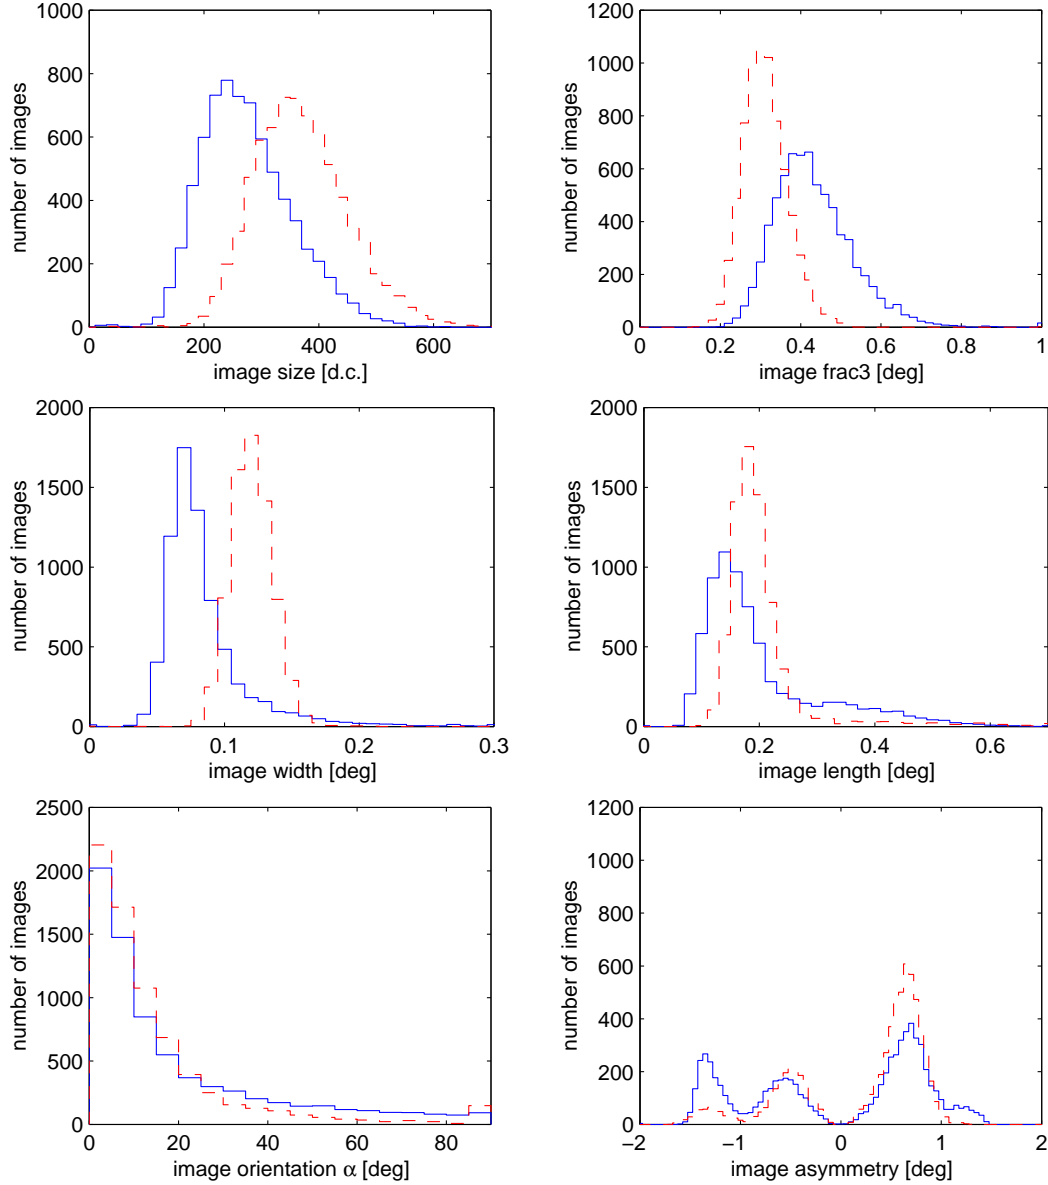 number of images
1000
800
600
400
200
0
0 200 400 600
image size [d.c.]
number of images
1200
1000
800
600
400
200
0
0 0.2 0.4 0.6 0.8 1
image frac3 [deg]
number of images
2000
1500
1000
500
0
0 0.1 0.2 0.3
image width [deg]
number of images
2000
1500
1000
500
0
0 0.2 0.4 0.6
image length [deg]
number of images
2500
2000
1500
1000
500
0
0 20 40 60 80
image orientation α [deg]
number of images
1200
1000
800
600
400
200
0
−2 −1 0 1 2
image asymmetry [deg]